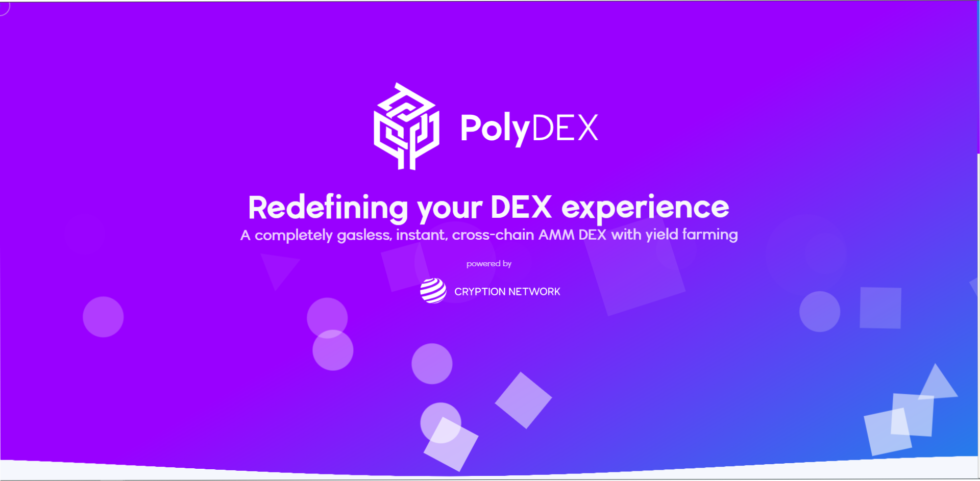 PolyDEX
Redefining your DEX experience
A completely gasless, instant, cross-chain AMM DEX with yield farming
powered by
CRYPTION NETWORK